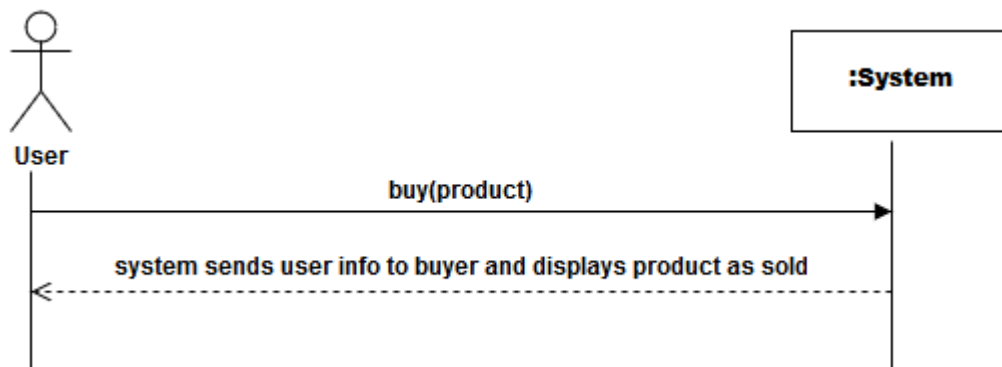 :System
User
buy(product)
system sends user info to buyer and displays product as sold